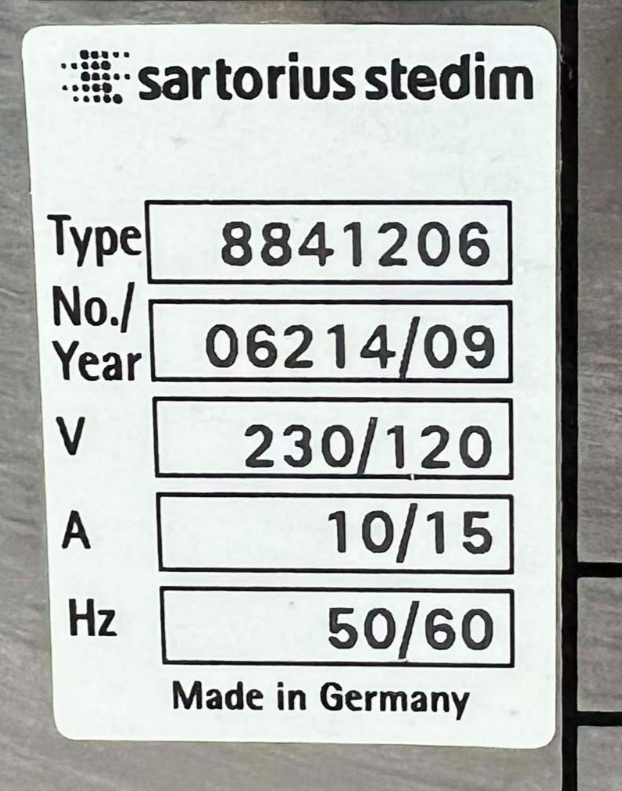 sartorius stedim
Type 8841206
No./
Year 06214/09
V 230/120
A 10/15
Hz 50/60
Made in Germany